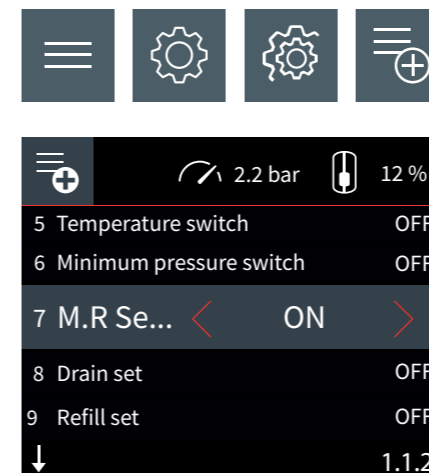 2.2 bar 12 %
5 Temperature switch OFF
6 Minimum pressure switch OFF
7 M.R Se... ON
8 Drain set OFF
9 Refill set OFF
1.1.2